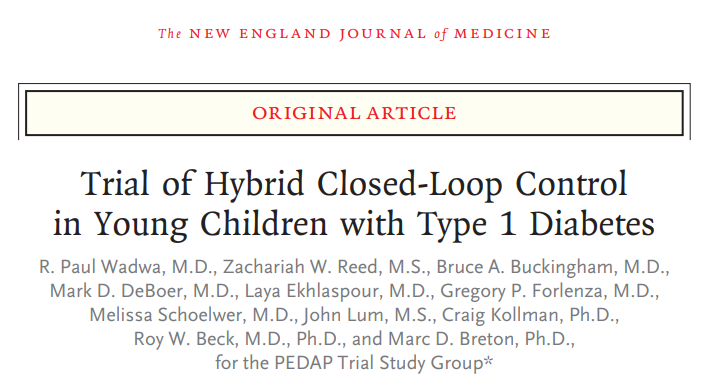 The NEW ENGLAND JOURNAL of MEDICINE
ORIGINAL ARTICLE
Trial of Hybrid Closed-Loop Control
in Young Children with Type 1 Diabetes
R. Paul Wadwa, M.D., Zachariah W. Reed, M.S., Bruce A. Buckingham, M.D.,
Mark D. DeBoer, M.D., Laya Ekhlaspour, M.D., Gregory P. Forlenza, M.D.,
Melissa Schoelwer, M.D., John Lum, M.S., Craig Kollman, Ph.D.,
Roy W. Beck, M.D., Ph.D., and Marc D. Breton, Ph.D.,
for the PEDAP Trial Study Group*